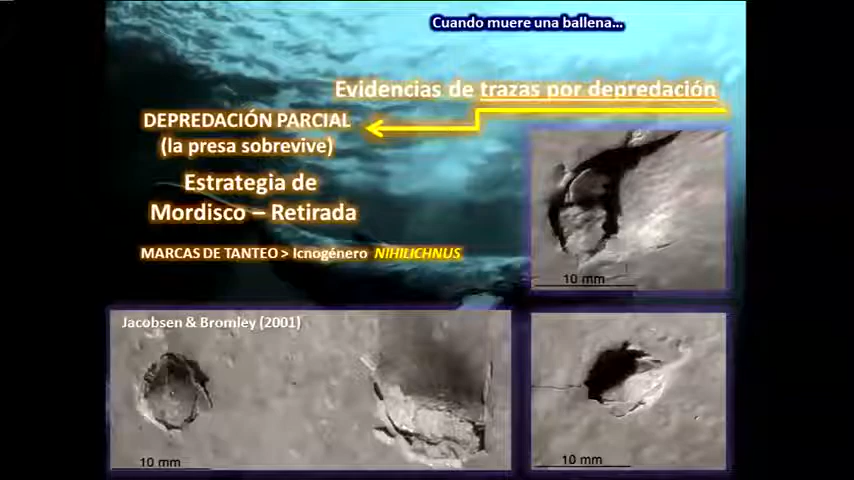 Cuando muere una ballena...
Evidencias de trazas por depredación
DEPREDACIÓN PARCIAL
(la presa sobrevive)
Estrategia de
Mordisco – Retirada
MARCAS DE TANTEO > Icnogénero NIHILICHNUS
10 mm
Jacobsen & Bromley (2001)
10 mm
10 mm